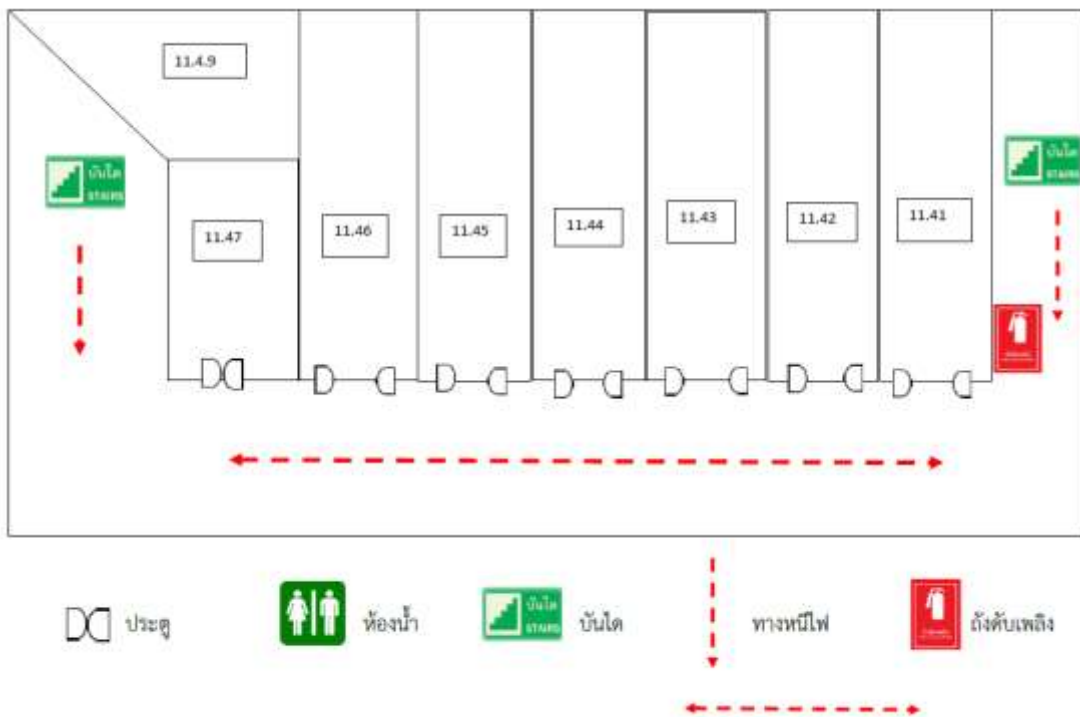 11.4.9
บันได
STAIRS
บันได
STAIRS
11.47
11.46
11.45
11.44
11.43
11.42
11.41
ประตู
ห้องน้ำ
บันได
STAIRS
บันได
ทางหนีไฟ
ถังดับเพลิง